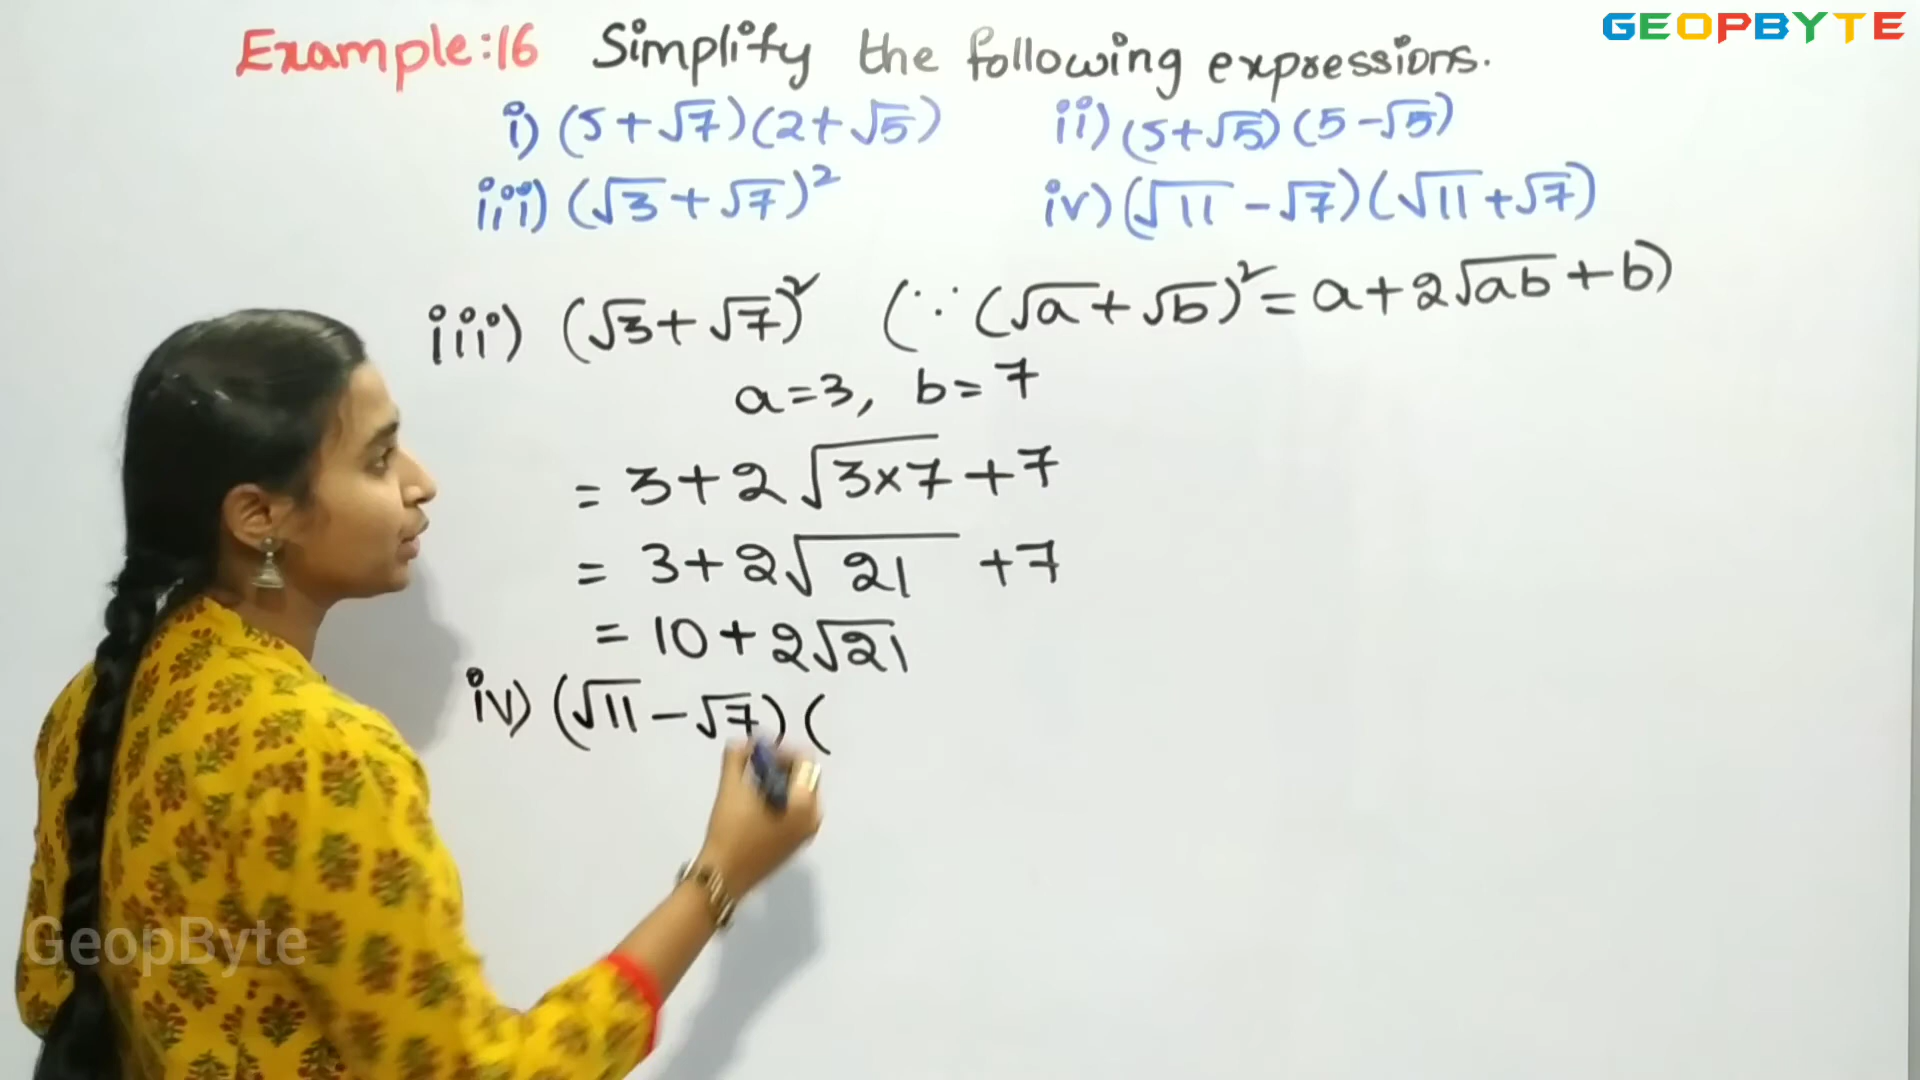 GEOPBYTE
Example:16 Simplify the following expressions.
i) (5+√7)(2+√5) ii) (5+√5)(5-√5)
iii) (√3+√7)² iv) (√11-√7)(√11+√7)
iii) (√3+√7)² (∵ (√a+√b)² = a+2√ab+b)
a=3, b=7
= 3+2√3×7+7
= 3+2√21 +7
= 10+2√21
iv) (√11-√7)(
GeopByte